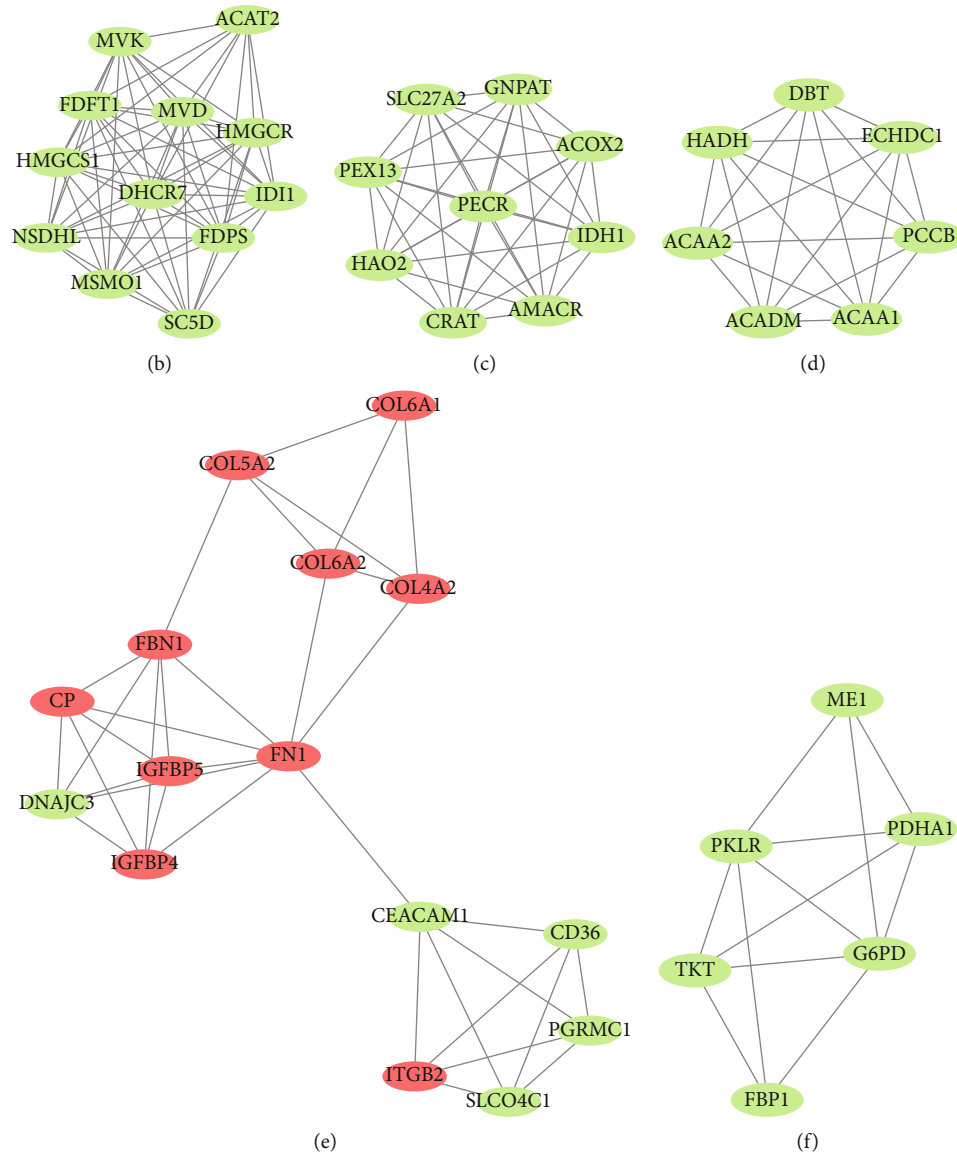 ACAT2
MVK
FDFT1
MVD
HMGCR
HMGCS1
DHCR7
IDI1
NSDHL
FDPS
MSMO1
SC5D
(b)
GNPAT
SLC27A2
ACOX2
PEX13
PECR
IDH1
HAO2
AMACR
CRAT
(c)
DBT
ECHDC1
HADH
PCCB
ACAA2
ACAA1
ACADM
(d)
COL6A1
COL5A2
COL6A2
COL4A2
FBN1
CP
FN1
IGFBP5
DNAJC3
IGFBP4
CEACAM1
CD36
PGRMC1
ITGB2
SLCO4C1
(e)
ME1
PDHA1
PKLR
G6PD
TKT
FBP1
(f)